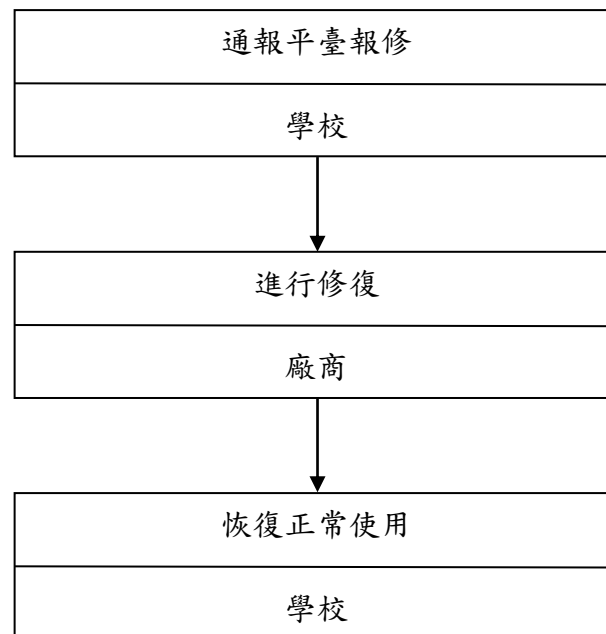 通報平臺報修
學校
進行修復
廠商
恢復正常使用
學校